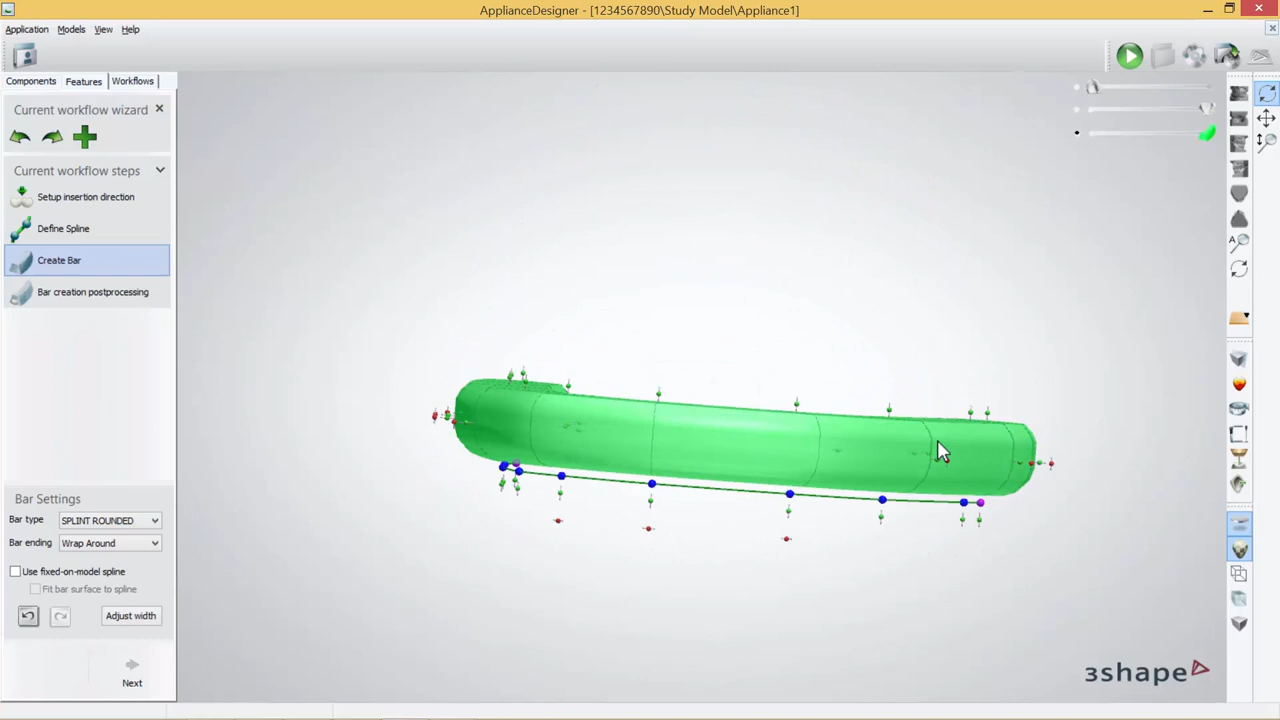 ApplianceDesigner - [1234567890\Study Model\Appliance1]
Application Models View Help
Components Features Workflows
Current workflow wizard
Current workflow steps
Setup insertion direction
Define Spline
Create Bar
Bar creation postprocessing
Bar Settings
Bar type SPLINT ROUNDED
Bar ending Wrap Around
Use fixed-on-model spline
Fit bar surface to spline
Adjust width
Next
A
3shape